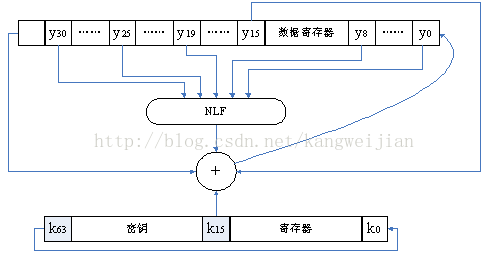 y30 …… y25 …… y19 …… y15 数据寄存器 y8 …… y0
NLF
http://blog.csdn.net/kangweijian
+
k63 密钥 k15 寄存器 k0